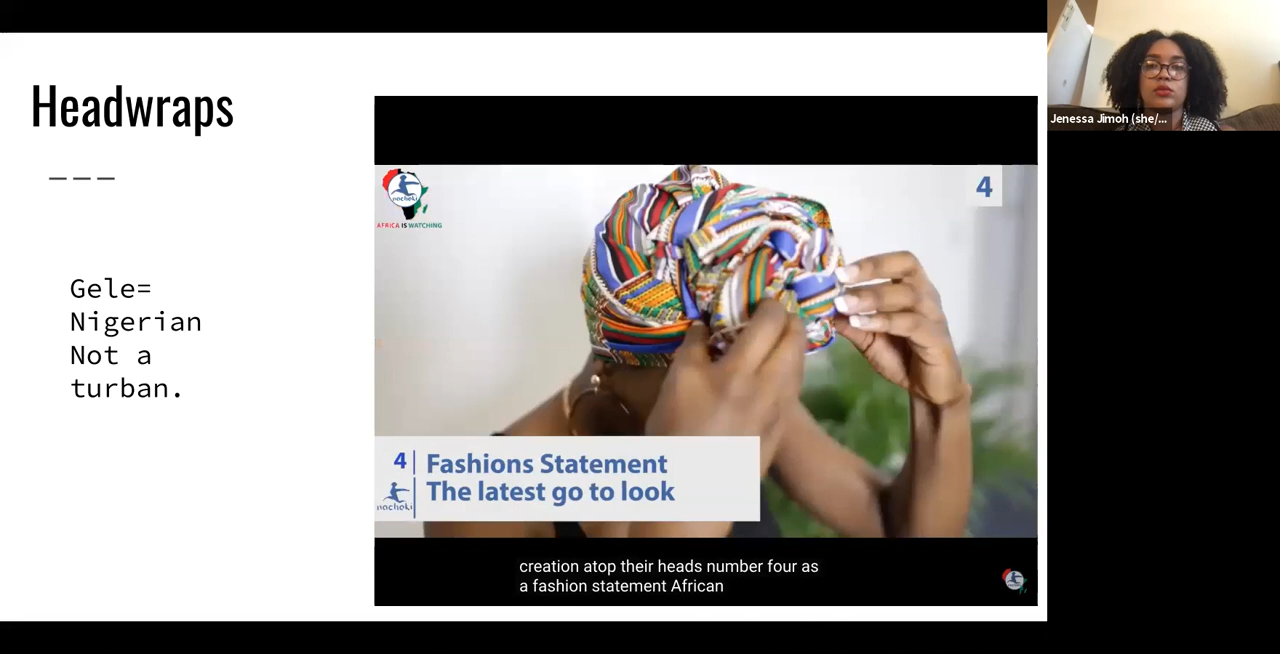 Headwraps
Gele=
Nigerian
Not a
turban.
nachoki
AFRICA IS WATCHING
4
4
Fashions Statement
The latest go to look
nachoki
creation atop their heads number four as
a fashion statement African
Jenessa Jimoh (she/...